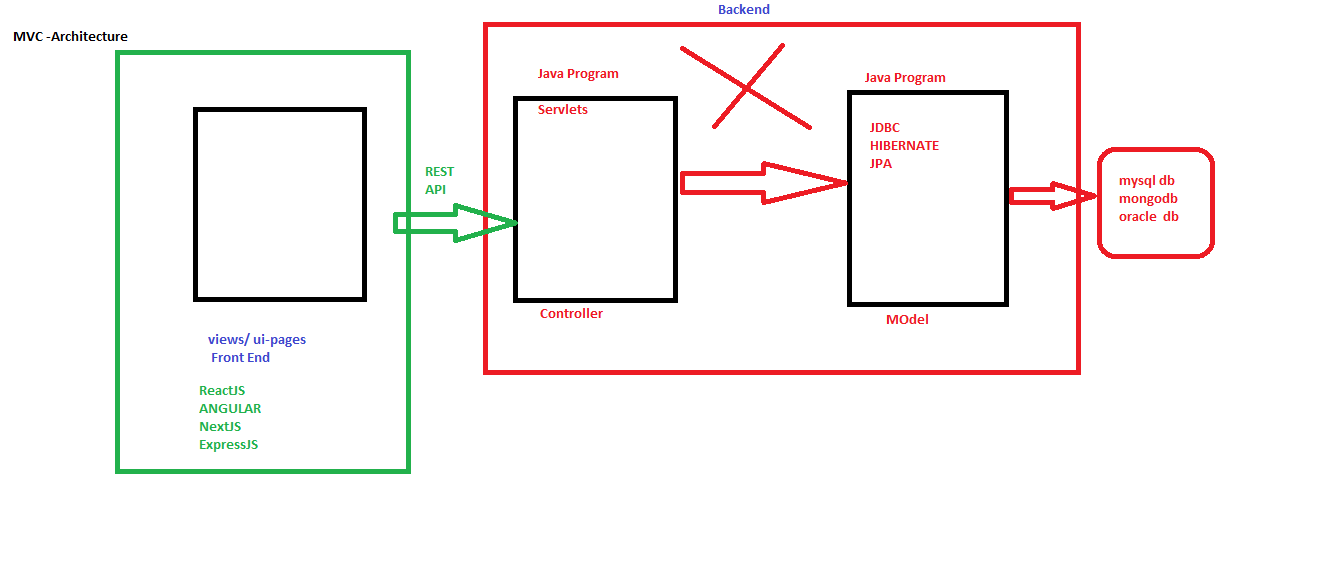 MVC -Architecture
views/ ui-pages
Front End
ReactJS
ANGULAR
NextJS
ExpressJS
REST
API
Backend
Java Program
Servlets
Controller
Java Program
JDBC
HIBERNATE
JPA
MOdel
mysql db
mongodb
oracle  db